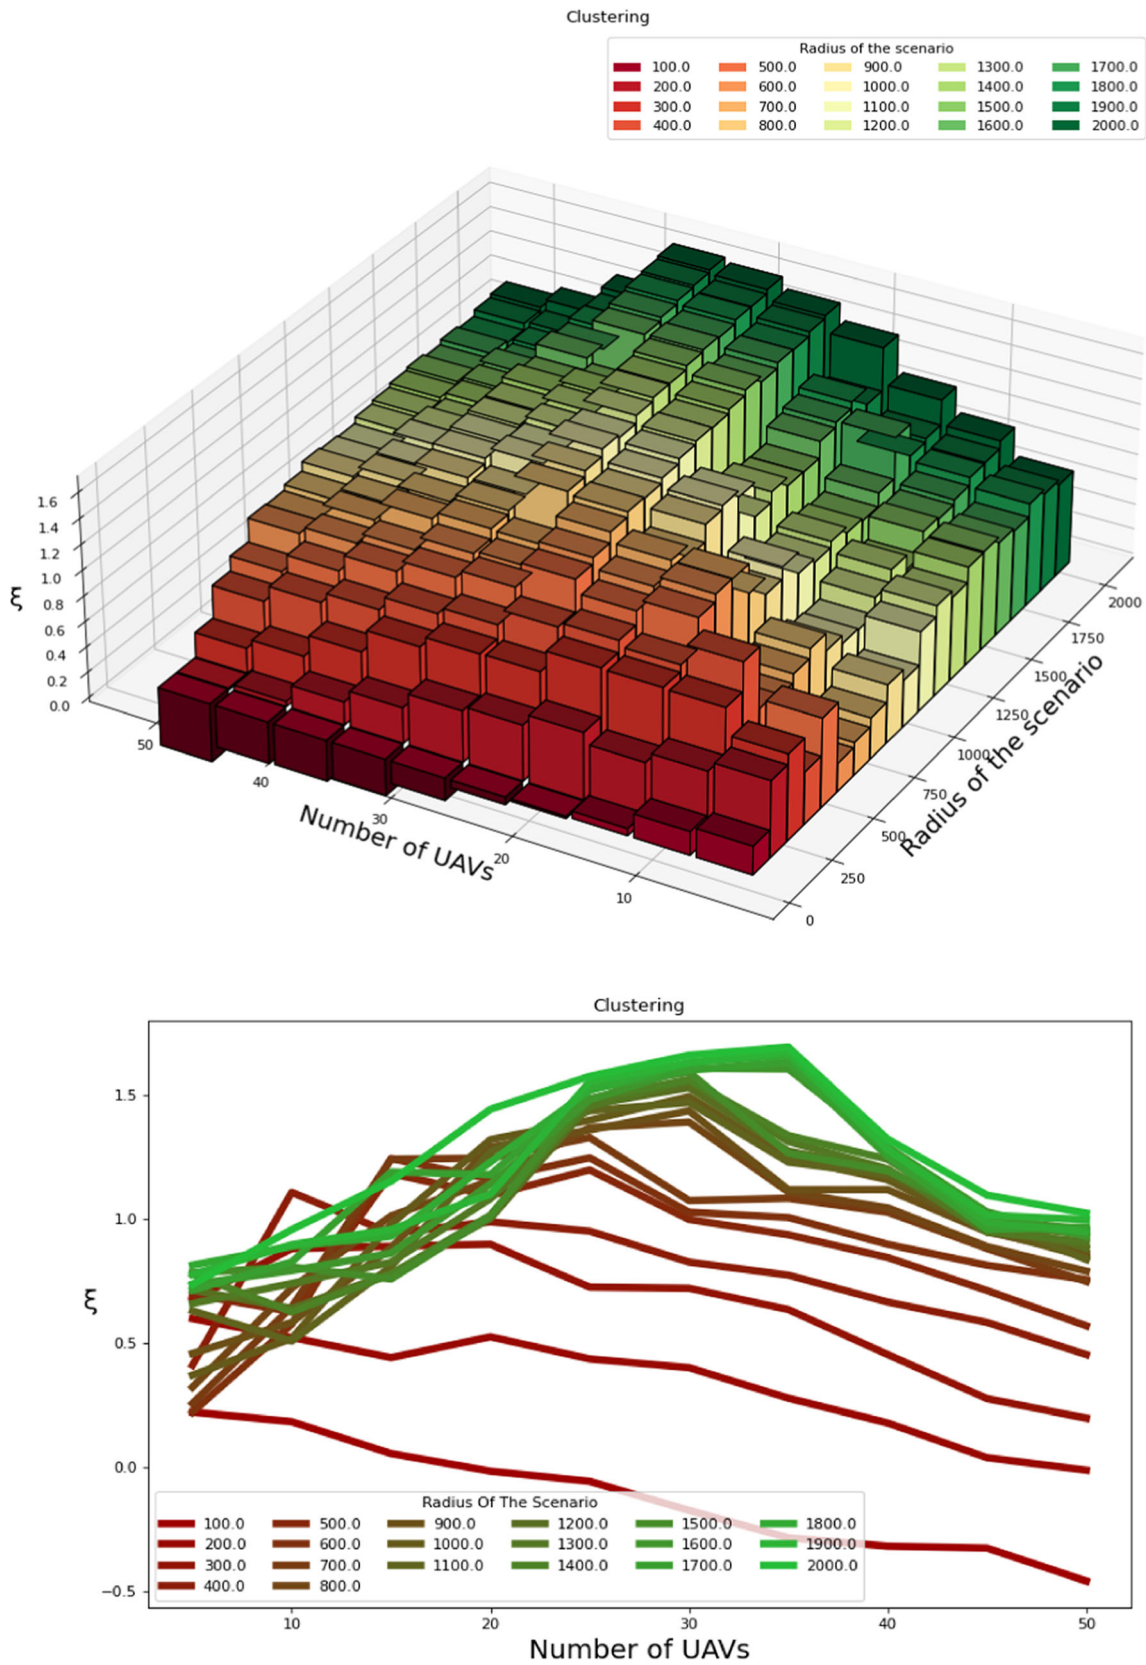 Clustering
Radius of the scenario
100.0 500.0 900.0 1300.0 1700.0
200.0 600.0 1000.0 1400.0 1800.0
300.0 700.0 1100.0 1500.0 1900.0
400.0 800.0 1200.0 1600.0 2000.0
1.6
1.4
1.2
1.0
0.8
0.6
0.4
0.2
0.0
ξ
50
40
30
20
10
Number of UAVs
0
250
500
750
1000
1250
1500
1750
2000
Radius of the scenario
Clustering
1.5
1.0
0.5
0.0
−0.5
ξ
Radius Of The Scenario
100.0 500.0 900.0 1200.0 1500.0 1800.0
200.0 600.0 1000.0 1300.0 1600.0 1900.0
300.0 700.0 1100.0 1400.0 1700.0 2000.0
400.0 800.0
10 20 30 40 50
Number of UAVs